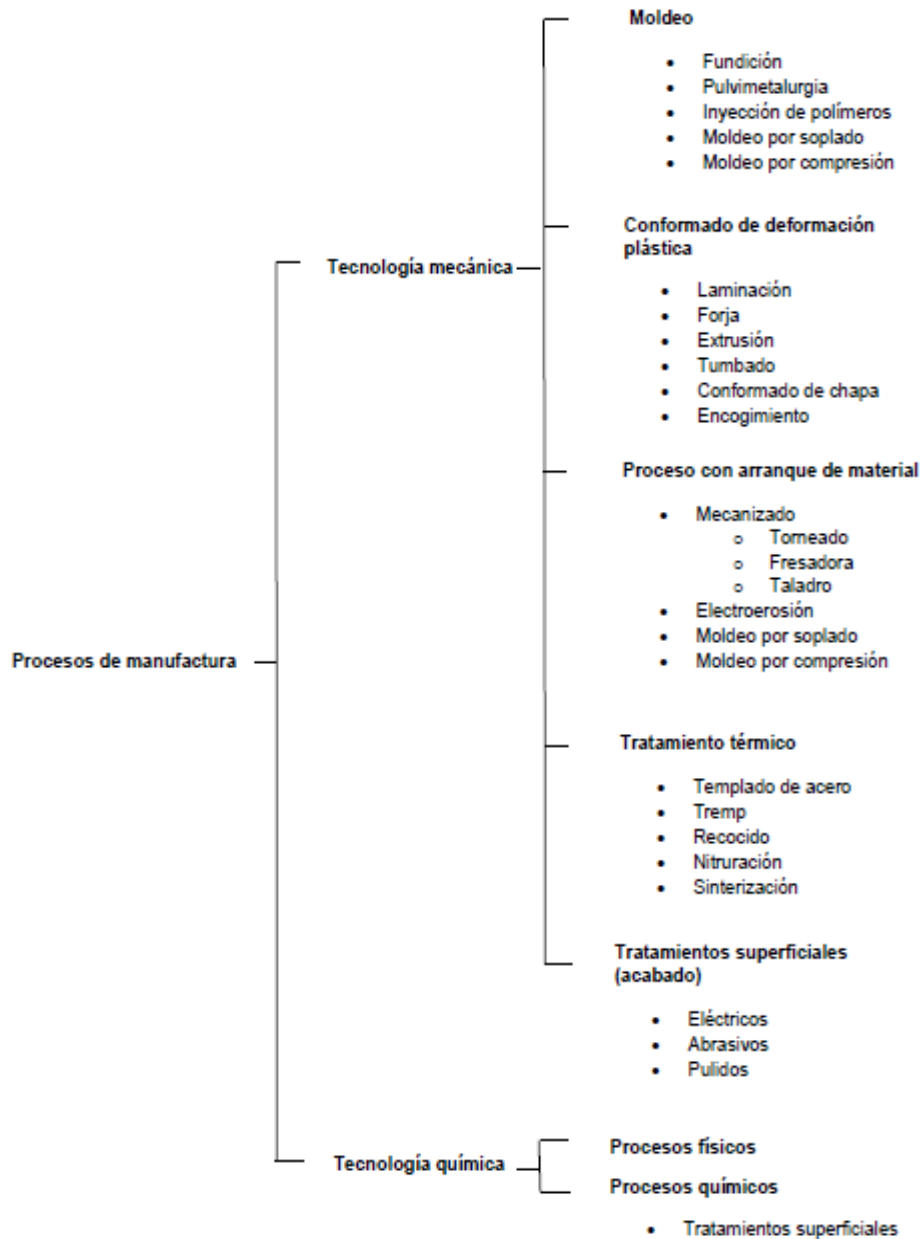 Moldeo
• Fundición
• Pulvimetalurgia
• Inyección de polímeros
• Moldeo por soplado
• Moldeo por compresión
Conformado de deformación
plástica
Tecnología mecánica
• Laminación
• Forja
• Extrusión
• Tumbado
• Conformado de chapa
• Encogimiento
Proceso con arranque de material
• Mecanizado
o Torneado
o Fresadora
o Taladro
• Electroerosión
• Moldeo por soplado
• Moldeo por compresión
Procesos de manufactura
Tratamiento térmico
• Templado de acero
• Tremp
• Recocido
• Nitruración
• Sinterización
Tratamientos superficiales
(acabado)
• Eléctricos
• Abrasivos
• Pulidos
Tecnología química
Procesos físicos
Procesos químicos
• Tratamientos superficiales